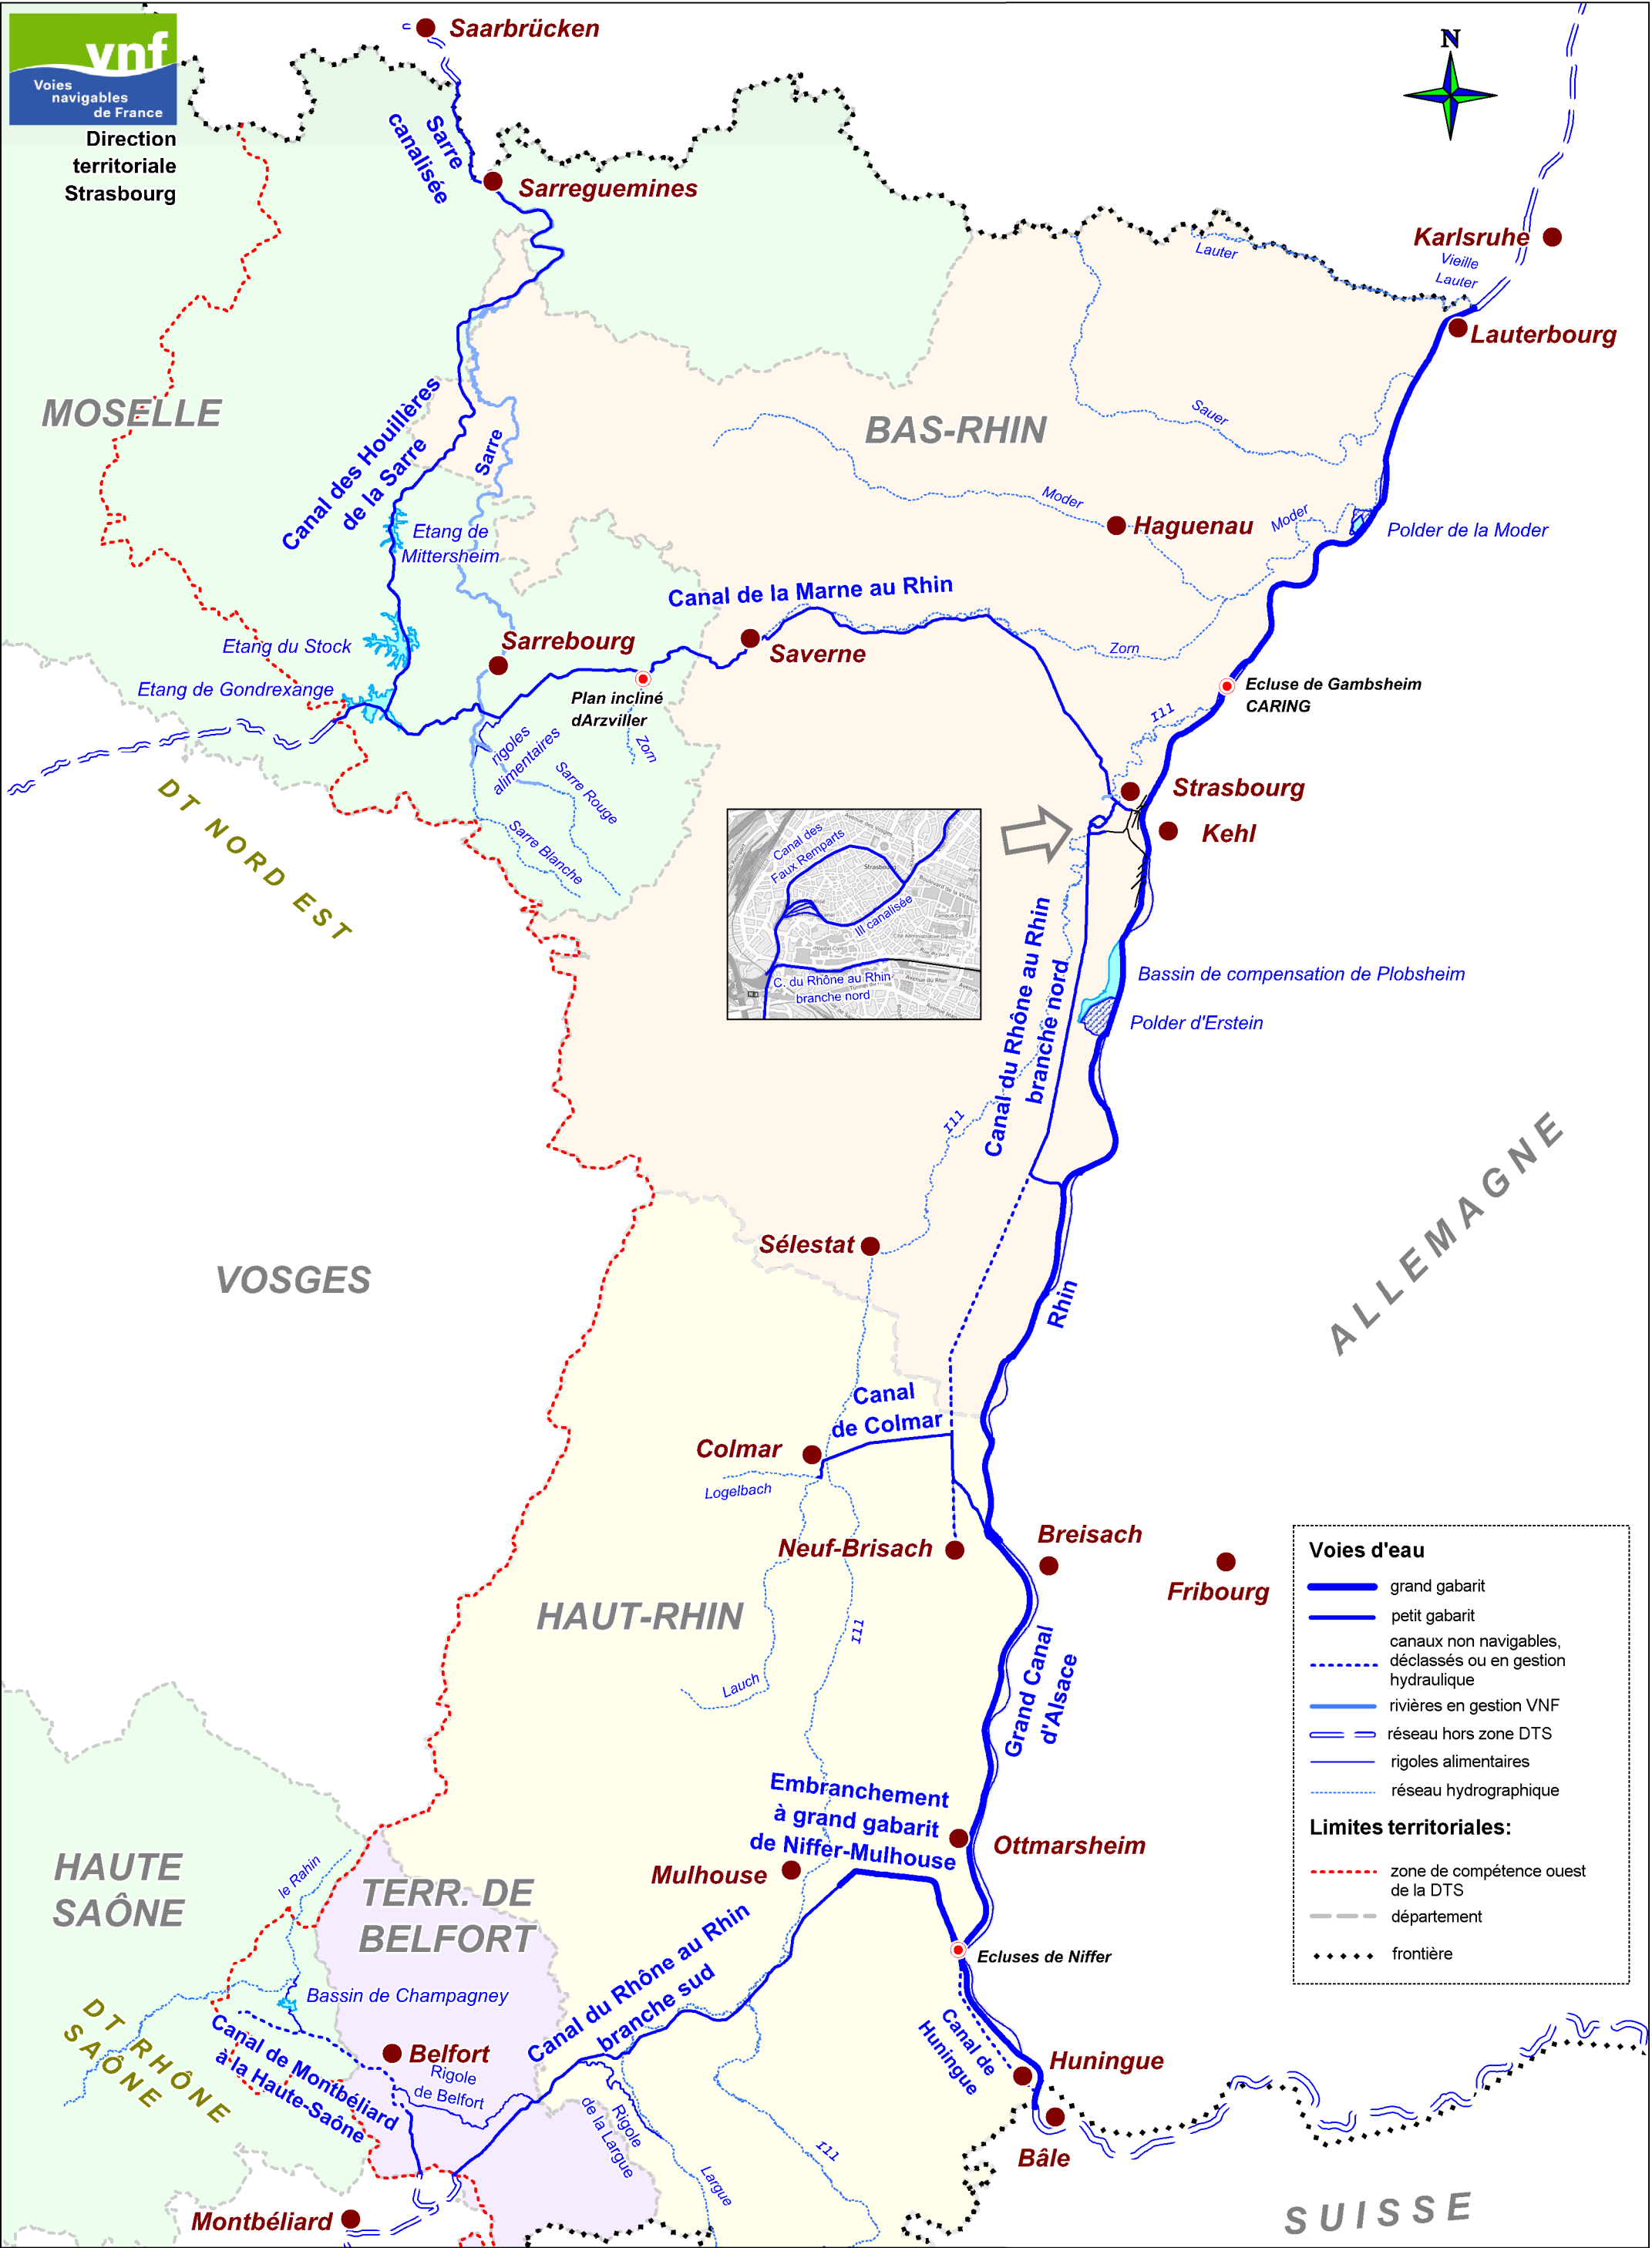 vnf
Voies
navigables
de France
Direction
territoriale
Strasbourg
Saarbrücken
N
Sarre
canalisée
Sarreguemines
Karlsruhe
Vieille
Lauter
Lauter
Lauterbourg
MOSELLE
BAS-RHIN
Sauer
Canal des Houillères
de la Sarre
Sarre
Moder
Haguenau
Moder
Polder de la Moder
Etang de
Mittersheim
Canal de la Marne au Rhin
Etang du Stock
Sarrebourg
Saverne
Zorn
Etang de Gondrexange
Plan incliné
dArzviller
Ecluse de Gambsheim
CARING
Ill
rigoles
alimentaires
Zorn
Sarre Rouge
Sarre Blanche
DT NORD EST
Strasbourg
Kehl
Canal des
Faux Remparts
Avenue des Vosges
Strasbourg
Ill canalisée
C. du Rhône au Rhin
branche nord
Canal du Rhône au Rhin
branche nord
Bassin de compensation de Plobsheim
Polder d'Erstein
Ill
ALLEMAGNE
Sélestat
VOSGES
Rhin
Canal
de Colmar
Colmar
Logelbach
Neuf-Brisach
Breisach
Fribourg
HAUT-RHIN
Ill
Lauch
Grand Canal
d'Alsace
Embranchement
à grand gabarit
de Niffer-Mulhouse
Ottmarsheim
Mulhouse
HAUTE
SAÔNE
le Rahin
TERR. DE
BELFORT
Ecluses de Niffer
Canal du Rhône au Rhin
branche sud
Bassin de Champagney
DT RHÔNE
SAÔNE
Canal de Montbéliard
à la Haute-Saône
Belfort
Rigole
de Belfort
Canal de
Huningue
Huningue
Rigole
de la Largue
Largue
Ill
Bâle
Montbéliard
SUISSE
Voies d'eau
grand gabarit
petit gabarit
canaux non navigables,
déclassés ou en gestion
hydraulique
rivières en gestion VNF
réseau hors zone DTS
rigoles alimentaires
réseau hydrographique
Limites territoriales:
zone de compétence ouest
de la DTS
département
frontière